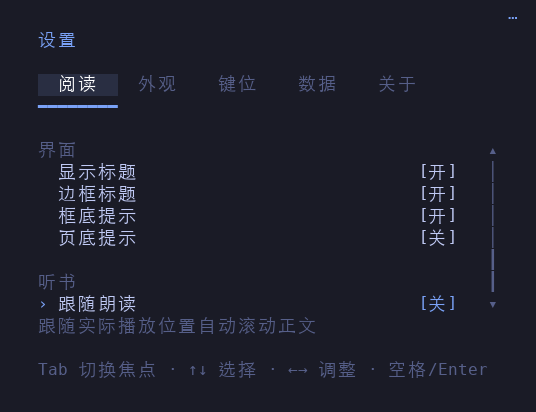 …
设置
阅读 外观 键位 数据 关于
界面
显示标题 [开]
边框标题 [开]
框底提示 [开]
页底提示 [关]
听书
› 跟随朗读 [关]
跟随实际播放位置自动滚动正文
Tab 切换焦点 · ↑↓ 选择 · ←→ 调整 · 空格/Enter